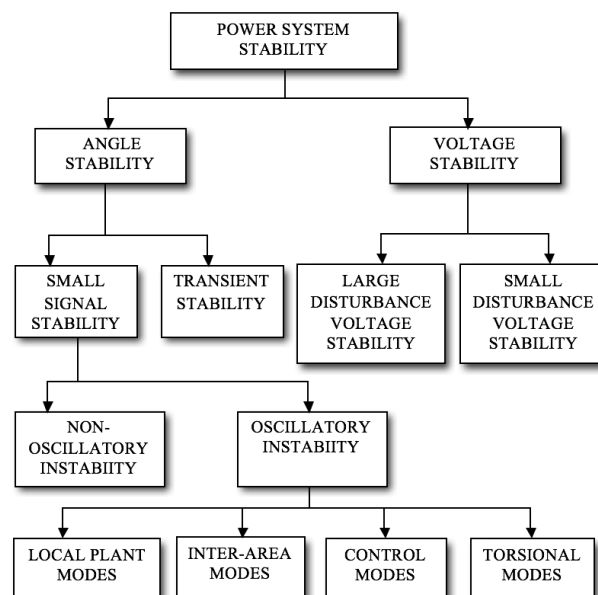 POWER SYSTEM
STABILITY
ANGLE
STABILITY
VOLTAGE
STABILITY
SMALL
SIGNAL
STABILITY
TRANSIENT
STABILITY
LARGE
DISTURBANCE
VOLTAGE
STABILITY
SMALL
DISTURBANCE
VOLTAGE
STABILITY
NON-
OSCILLATORY
INSTABIITY
OSCILLATORY
INSTABIITY
LOCAL PLANT
MODES
INTER-AREA
MODES
CONTROL
MODES
TORSIONAL
MODES